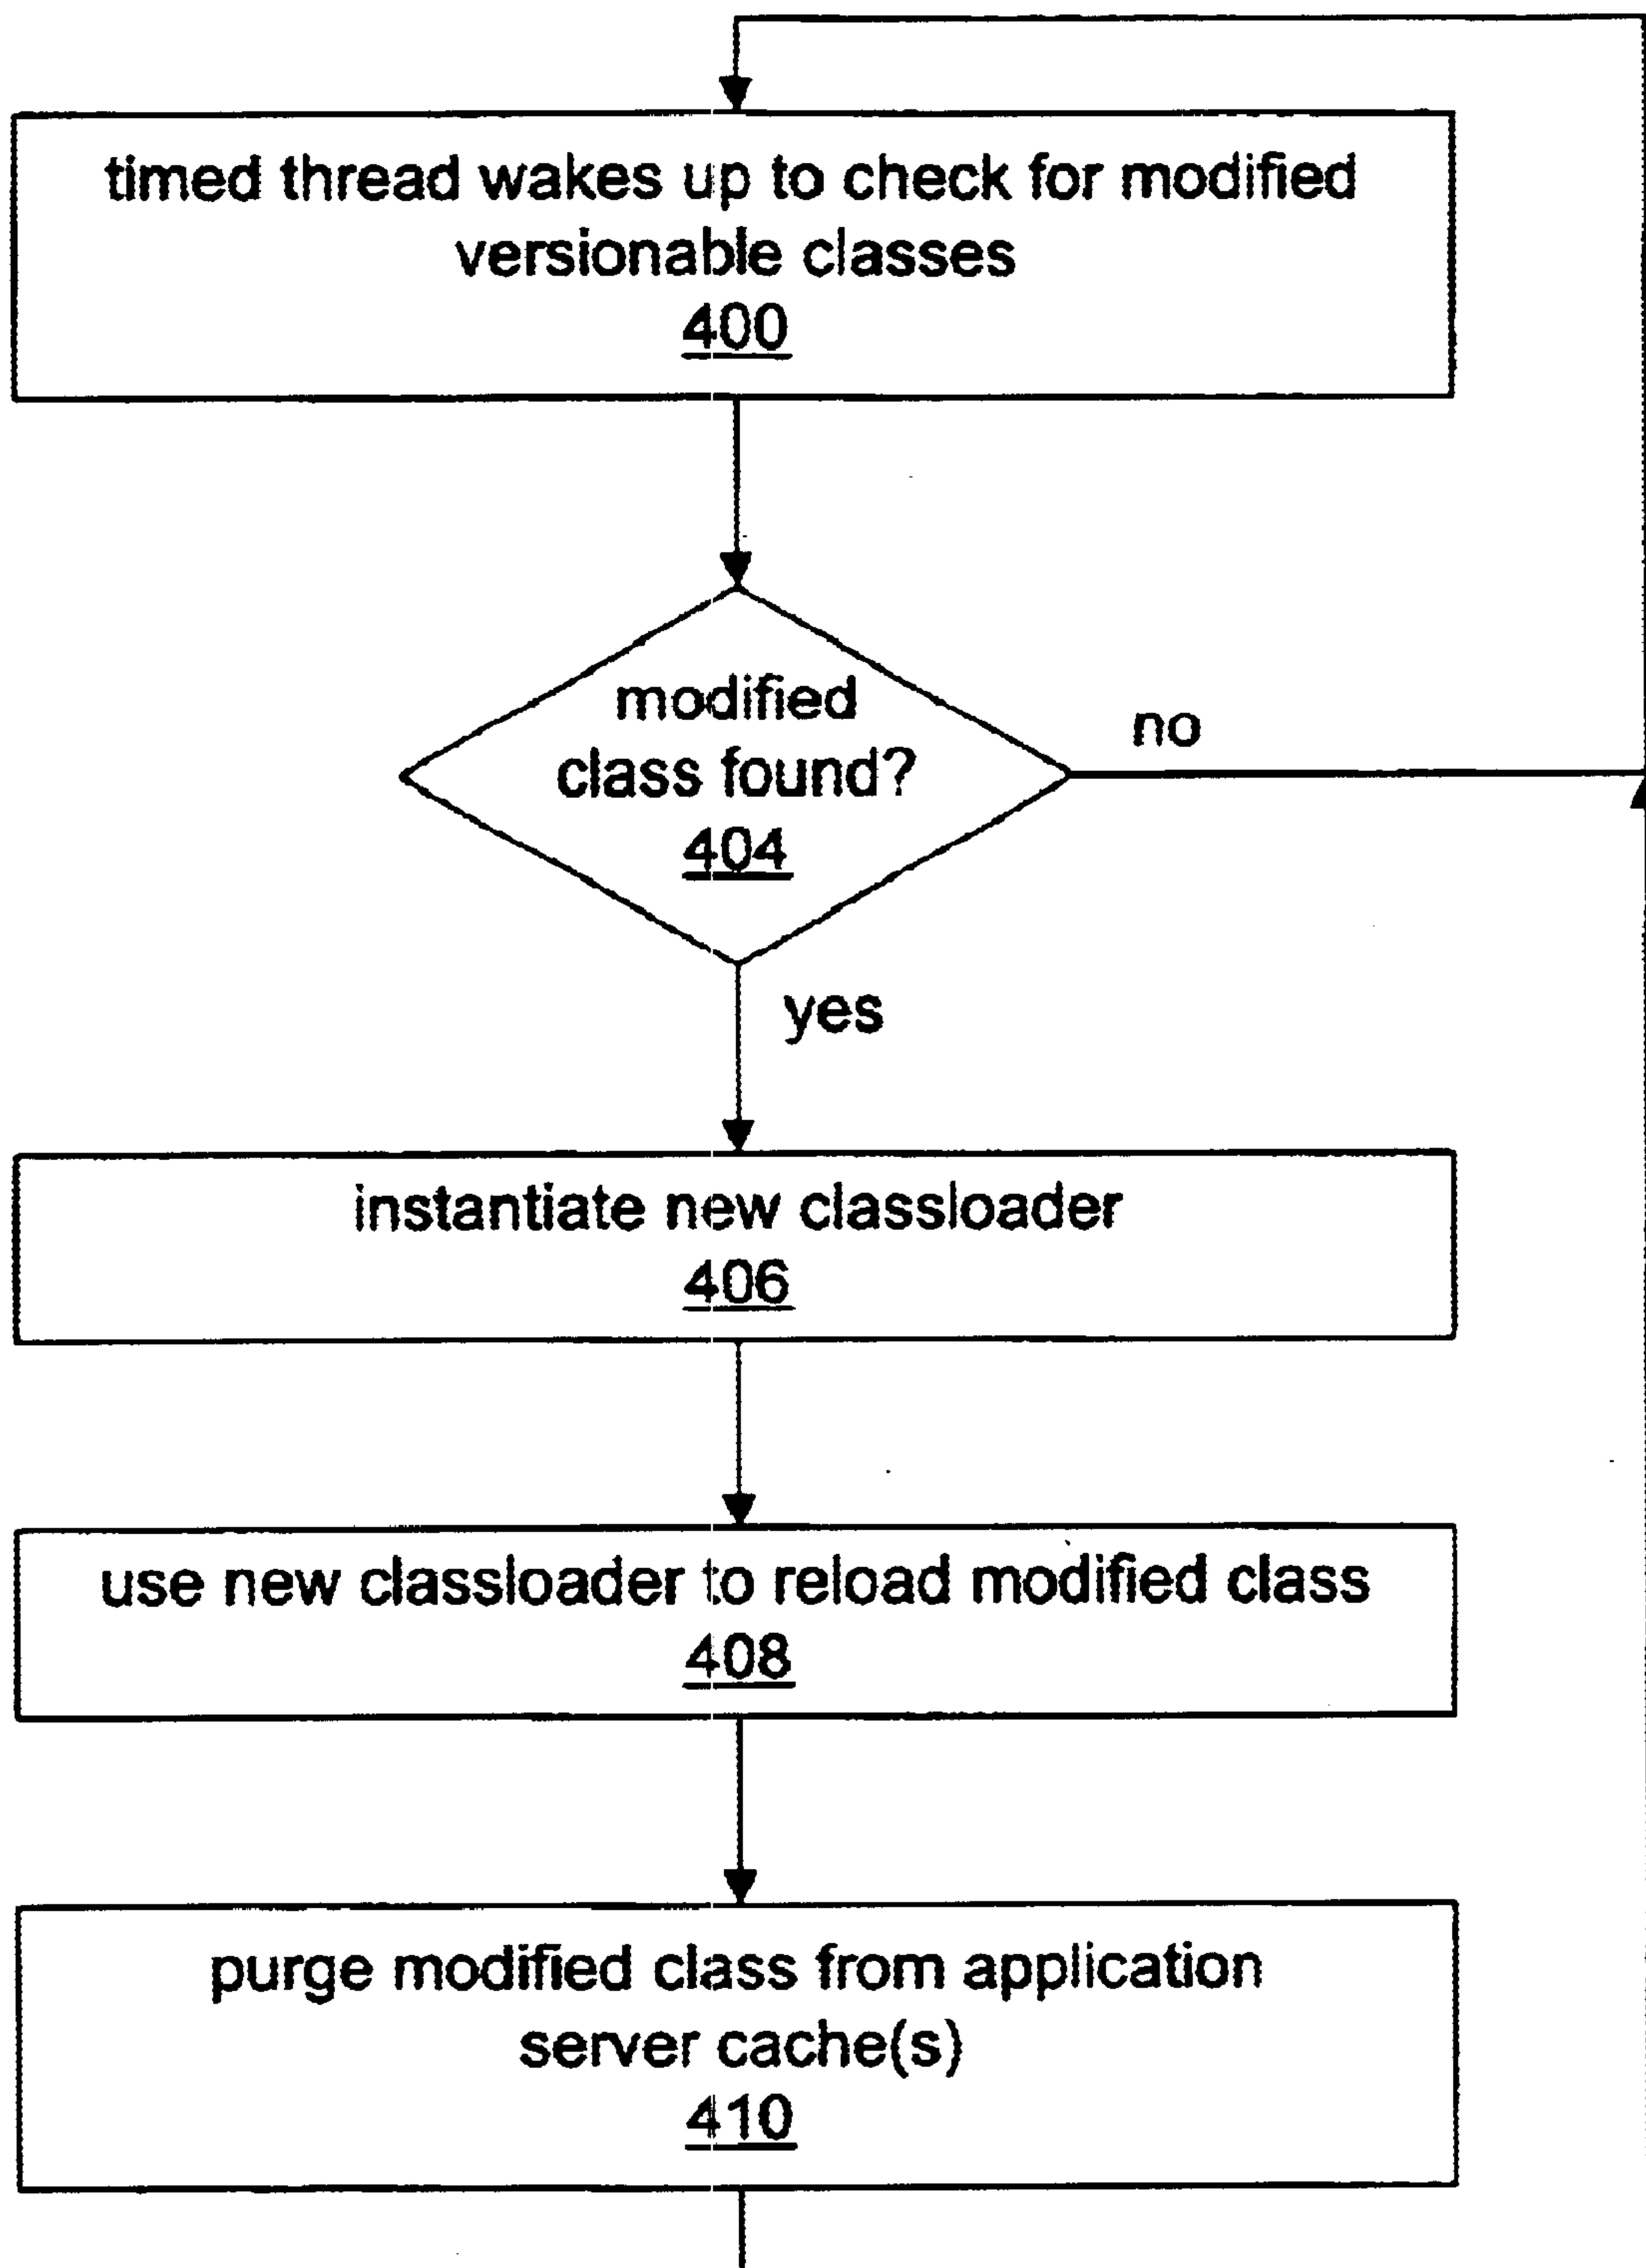 timed thread wakes up to check for modified
versionable classes
400
modified
class found?
404
no
yes
instantiate new classloader
406
use new classloader to reload modified class
408
purge modified class from application
server cache(s)
410